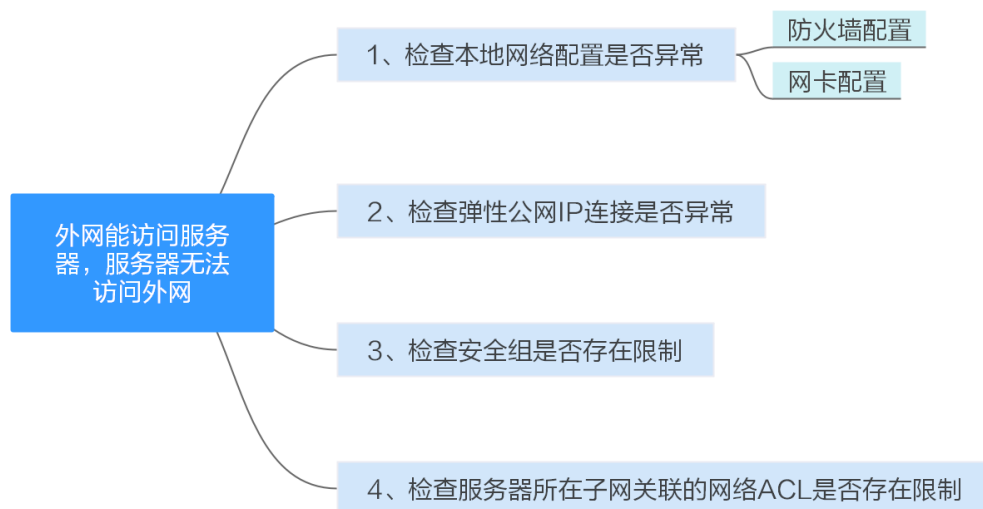 外网能访问服务
器，服务器无法
访问外网
1、检查本地网络配置是否异常
防火墙配置
网卡配置
2、检查弹性公网IP连接是否异常
3、检查安全组是否存在限制
4、检查服务器所在子网关联的网络ACL是否存在限制